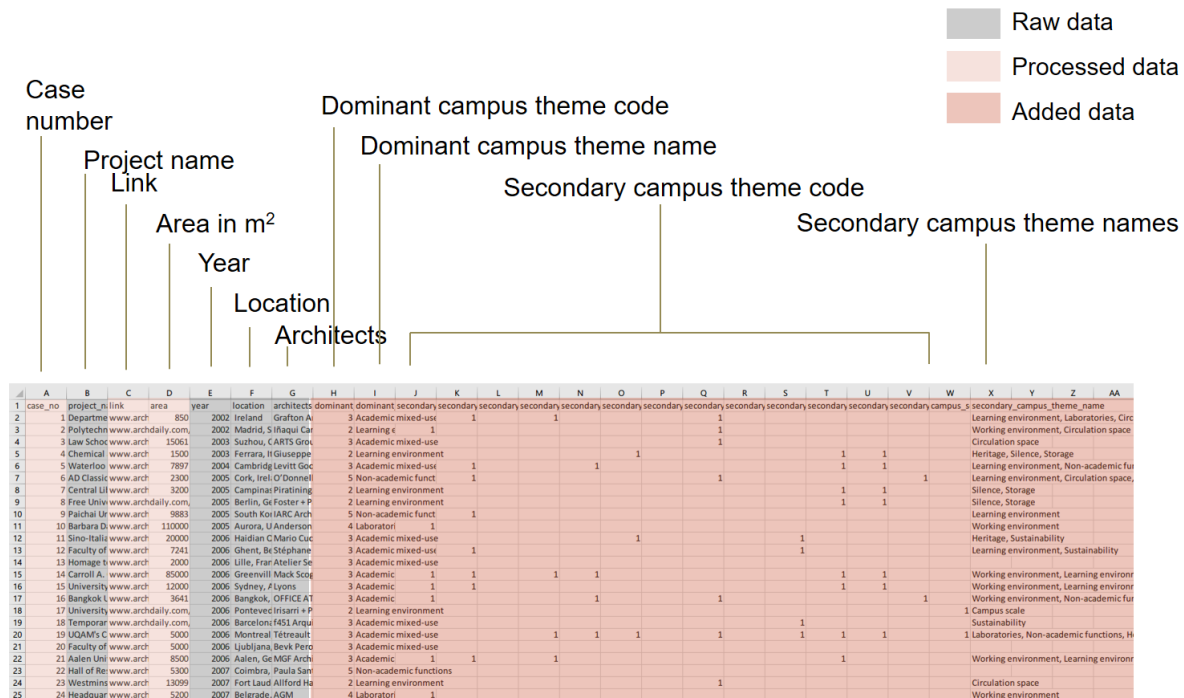 Raw data
Processed data
Added data
Case
number
Dominant campus theme code
Dominant campus theme name
Project name
Link
Secondary campus theme code
Area in m²
Secondary campus theme names
Year
Location
Architects
A B C D E F G H I J K L M N O P Q R S T U V W X Y Z AA
1 case_no project_n link area year location architects dominant dominant secondary secondary secondary secondary secondary secondary secondary secondary secondary secondary secondary secondary secondary campus_s secondary_campus_theme_name
2 1 Departme www.arch 850 2002 Ireland Grafton A 3 Academic mixed-use 1 1 1 Learning environment, Laboratories, Circ
3 2 Polytechn www.archdaily.com, 2002 Madrid, S Iñaqui Car 2 Learning e 1 1 Working environment, Circulation space
4 3 Law Schoo www.arch 15061 2003 Suzhou, C ARTS Grou 3 Academic mixed-use 1 Circulation space
5 4 Chemical www.arch 1500 2003 Ferrara, It Giuseppe 2 Learning environment 1 1 1 Heritage, Silence, Storage
6 5 Waterloo www.arch 7897 2004 Cambridg Levitt Goo 3 Academic mixed-use 1 1 1 1 Learning environment, Non-academic fun
7 6 AD Classic www.arch 2300 2005 Cork, Irela O'Donnel 5 Non-academic funct 1 1 1 Learning environment, Circulation space,
8 7 Central Lil www.arch 3200 2005 Campinas Piratining 2 Learning environment 1 1 Silence, Storage
9 8 Free Univ www.archdaily.com, 2005 Berlin, Ge Foster + P 2 Learning environment 1 1 Silence, Storage
10 9 Paichai Un www.arch 9883 2005 South Kor IARC Arch 5 Non-academic funct 1 Learning environment
11 10 Barbara D www.arch 110000 2005 Aurora, U Anderson 4 Laboratori 1 Working environment
12 11 Sino-Italia www.arch 20000 2006 Haidian C Mario Cuc 3 Academic mixed-use 1 1 Heritage, Sustainability
13 12 Faculty of www.arch 7241 2006 Ghent, Be Stéphane 3 Academic mixed-use 1 1 Learning environment, Sustainability
14 13 Homage t www.arch 2000 2006 Lille, Fran Atelier Se 3 Academic mixed-use
15 14 Carroll A. www.arch 85000 2006 Greenvill Mack Scog 3 Academic 1 1 1 1 1 1 Working environment, Learning environr
16 15 University www.arch 12000 2006 Sydney, A Lyons 3 Academic 1 1 1 1 Working environment, Learning environr
17 16 Bangkok U www.arch 3641 2006 Bangkok, OFFICE AT 3 Academic mixed-use 1 1 1 Working environment, Non-academic fur
18 17 University www.archdaily.com, 2006 Pontevec Irisarri + P 2 Learning environment 1 Campus scale
19 18 Temporar www.archdaily.com, 2006 Barcelona f451 Arqu 3 Academic mixed-use 1 Sustainability
20 19 UQAM's C www.arch 5000 2006 Montreal Tétreault 3 Academic mixed-use 1 1 1 1 1 1 1 1 Laboratories, Non-academic functions, H
21 20 Faculty of www.arch 5000 2006 Ljubljana, Bevk Pero 3 Academic mixed-use
22 21 Aalen Uni www.arch 8500 2006 Aalen, Ge MGF Archi 3 Academic 1 1 1 1 Working environment, Learning environr
23 22 Hall of Re www.arch 5300 2007 Coimbra, Paula San 5 Non-academic functions
24 23 Westmins www.arch 13099 2007 Fort Laud Allford Ha 2 Learning environment 1 Circulation space
25 24 Headquar www.arch 5200 2007 Belgrade, AGM 4 Laboratori 1 Working environment